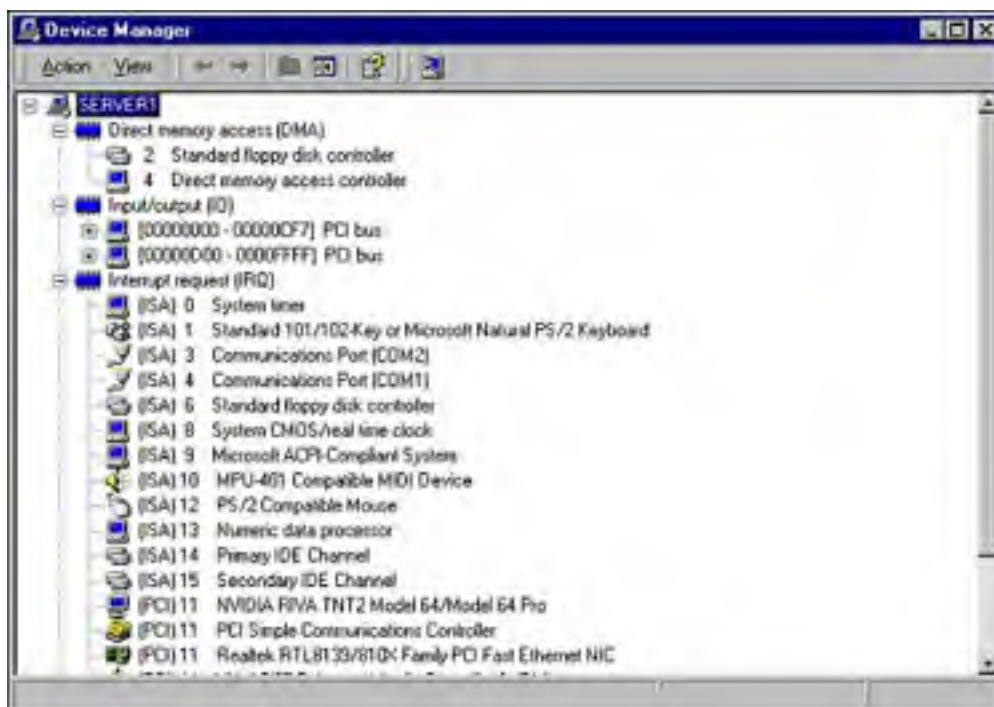 Device Manager
Action View
SERVER1
Direct memory access (DMA)
2 Standard floppy disk controller
4 Direct memory access controller
Input/output (IO)
[00000000 - 00000CF7] PCI bus
[00000D00 - 0000FFFF] PCI bus
Interrupt request (IRQ)
(ISA) 0 System timer
(ISA) 1 Standard 101/102-Key or Microsoft Natural PS/2 Keyboard
(ISA) 3 Communications Port (COM2)
(ISA) 4 Communications Port (COM1)
(ISA) 6 Standard floppy disk controller
(ISA) 8 System CMOS/real time clock
(ISA) 9 Microsoft ACPI-Compliant System
(ISA) 10 MPU-401 Compatible MIDI Device
(ISA) 12 PS/2 Compatible Mouse
(ISA) 13 Numeric data processor
(ISA) 14 Primary IDE Channel
(ISA) 15 Secondary IDE Channel
(PCI) 11 NVIDIA RIVA TNT2 Model 64/Model 64 Pro
(PCI) 11 PCI Simple Communications Controller
(PCI) 11 Realtek RTL8139/810X Family PCI Fast Ethernet NIC